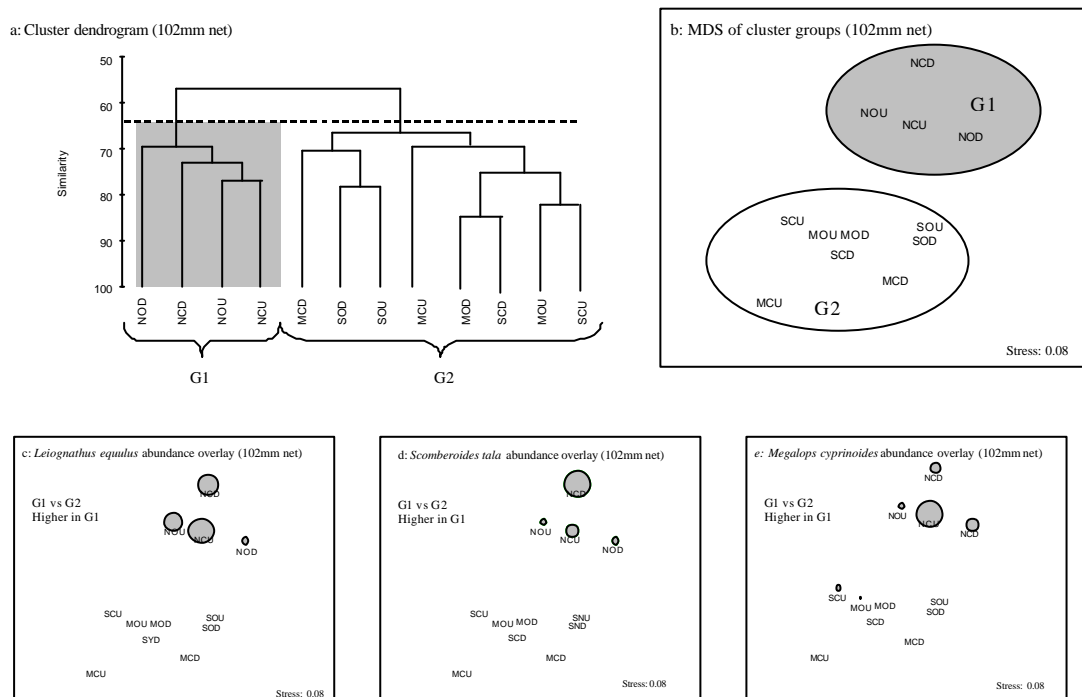 a: Cluster dendrogram (102mm net)
50
60
70
80
90
100
Similarity
NOD NCD NOU NCU MCD SOD SOU MCU MOD SCD MOU SCU
G1 G2
b: MDS of cluster groups (102mm net)
NCD
G1
NOU
NCU
NOD
SCU
SOU
MOU MOD
SOD
SCD
MCD
MCU
G2
Stress: 0.08
c: Leiognathus equulus abundance overlay (102mm net)
G1 vs G2
Higher in G1
NCD
NOU
NCU
NOD
SCU
SOU
MOU MOD
SOD
SYD
MCD
MCU
Stress: 0.08
d: Scomberoides tala abundance overlay (102mm net)
G1 vs G2
Higher in G1
NCD
NOU
NCU
NOD
SCU
SNU
MOU MOD
SND
SCD
MCD
MCU
Stress: 0.08
e: Megalops cyprinoides abundance overlay (102mm net)
G1 vs G2
Higher in G1
NCD
NOU
NCU
NCD
SCU
SOU
MOU MOD
SOD
SCD
MCD
MCU
Stress: 0.08